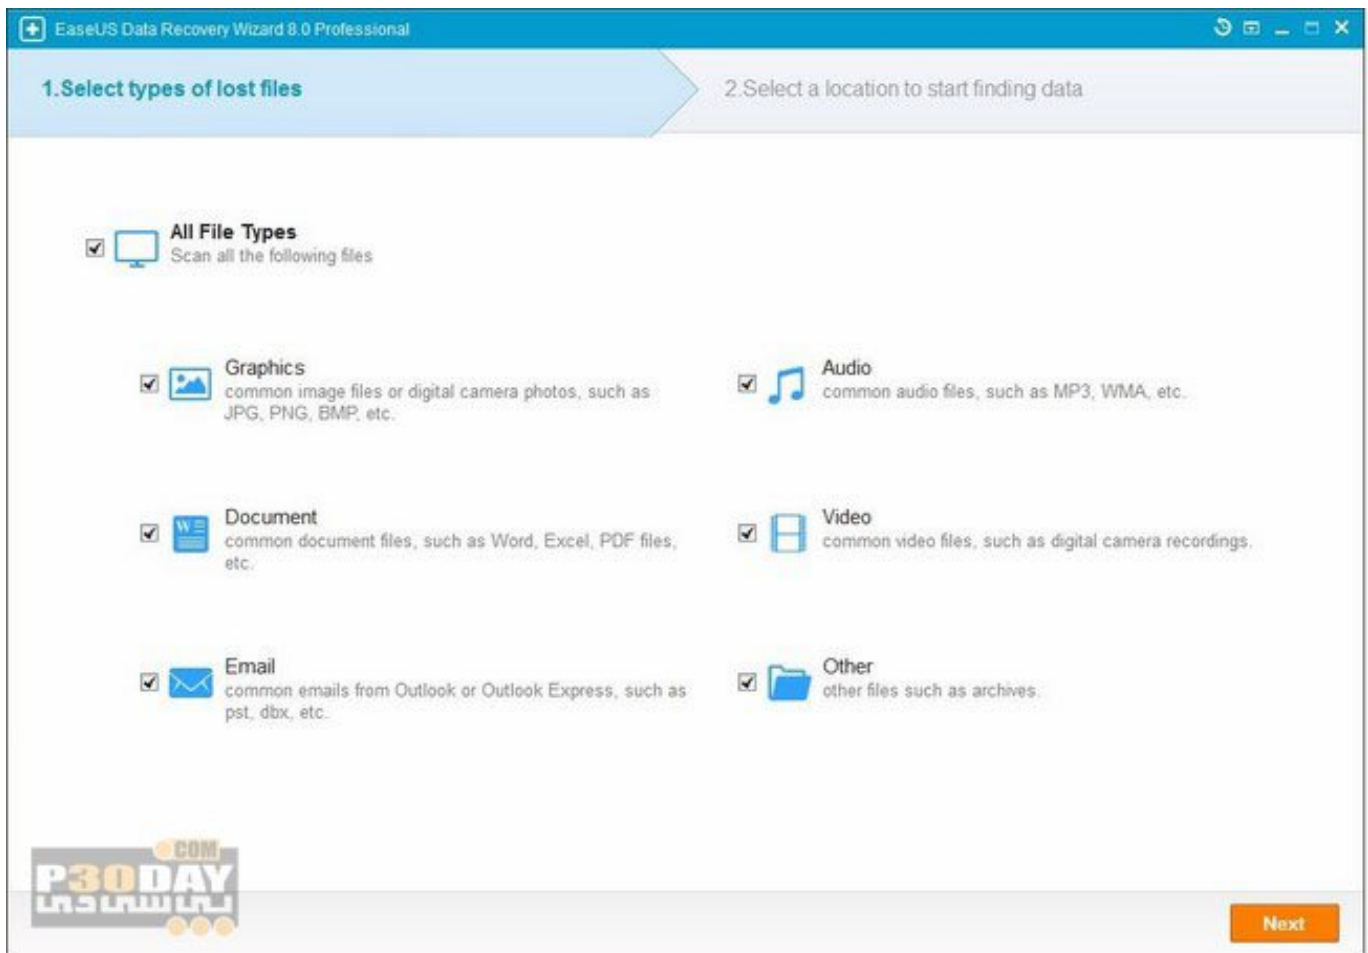 EaseUS Data Recovery Wizard 8.0 Professional
1.Select types of lost files
2.Select a location to start finding data
All File Types
Scan all the following files
Graphics
common image files or digital camera photos, such as
JPG, PNG, BMP, etc.
Audio
common audio files, such as MP3, WMA, etc.
Document
common document files, such as Word, Excel, PDF files,
etc.
Video
common video files, such as digital camera recordings.
Email
common emails from Outlook or Outlook Express, such as
pst, dbx, etc.
Other
other files such as archives.
.COM
P30DAY
Next